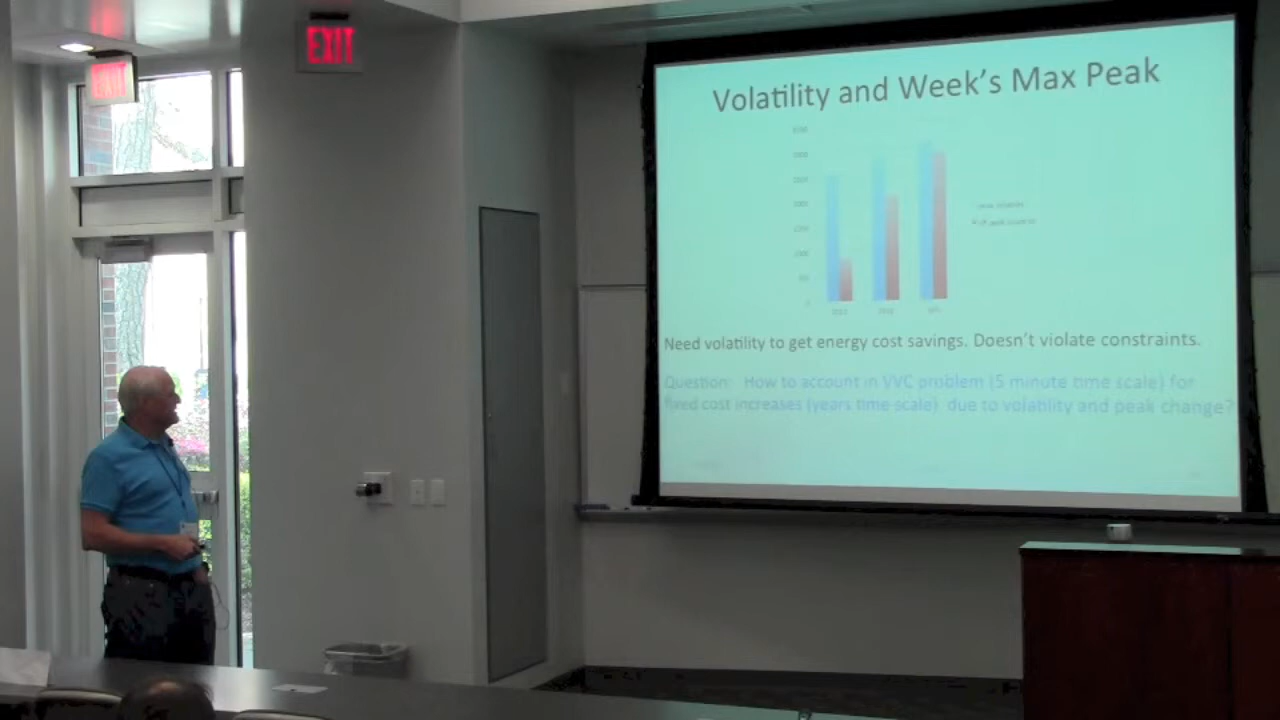 EXIT
EXIT
Volatility and Week's Max Peak
Need volatility to get energy cost savings. Doesn't violate constraints.
Question: How to account in VVC problem (5 minute time scale) for
fixed cost increases (years time scale) due to volatility and peak change?